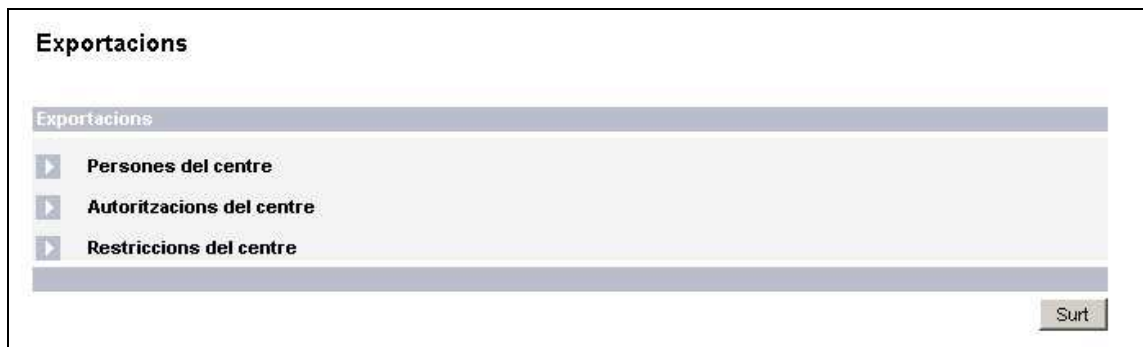 Exportacions
Exportacions
Persones del centre
Autoritzacions del centre
Restriccions del centre
Surt